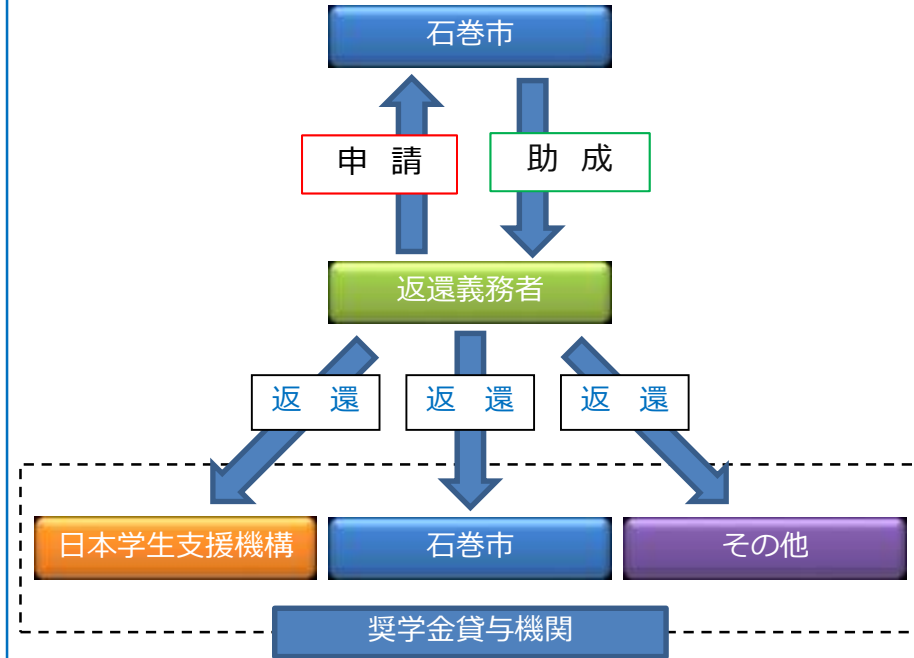 石巻市
申 請
助 成
返還義務者
返 還
返 還
返 還
日本学生支援機構
石巻市
その他
奨学金貸与機関